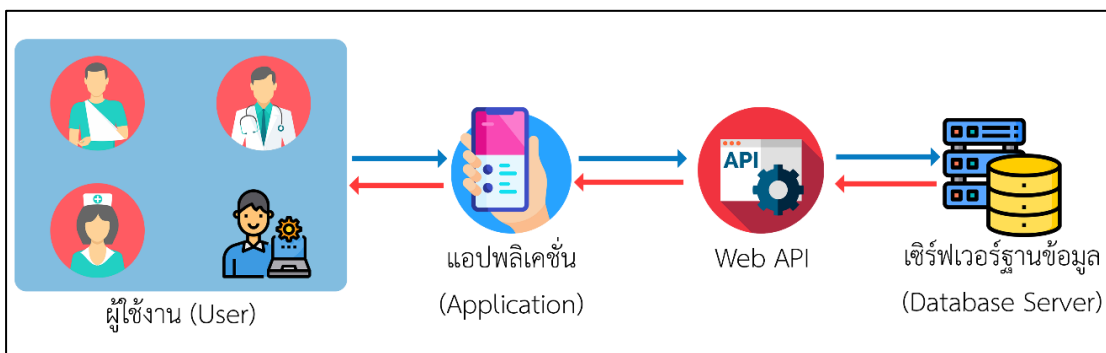 API
แอปพลิเคชั่น
(Application)
Web API
เซิร์ฟเวอร์ฐานข้อมูล
(Database Server)
ผู้ใช้งาน (User)